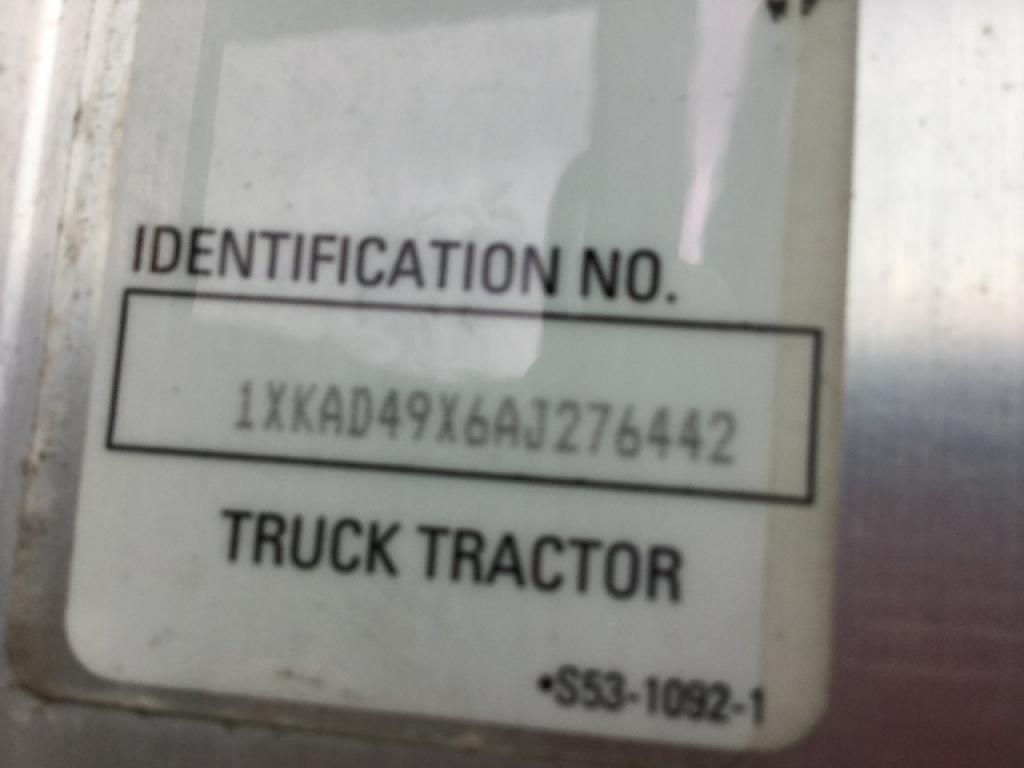 IDENTIFICATION NO.
1XKAD49X6AJ276442
TRUCK TRACTOR
•S53-1092-1